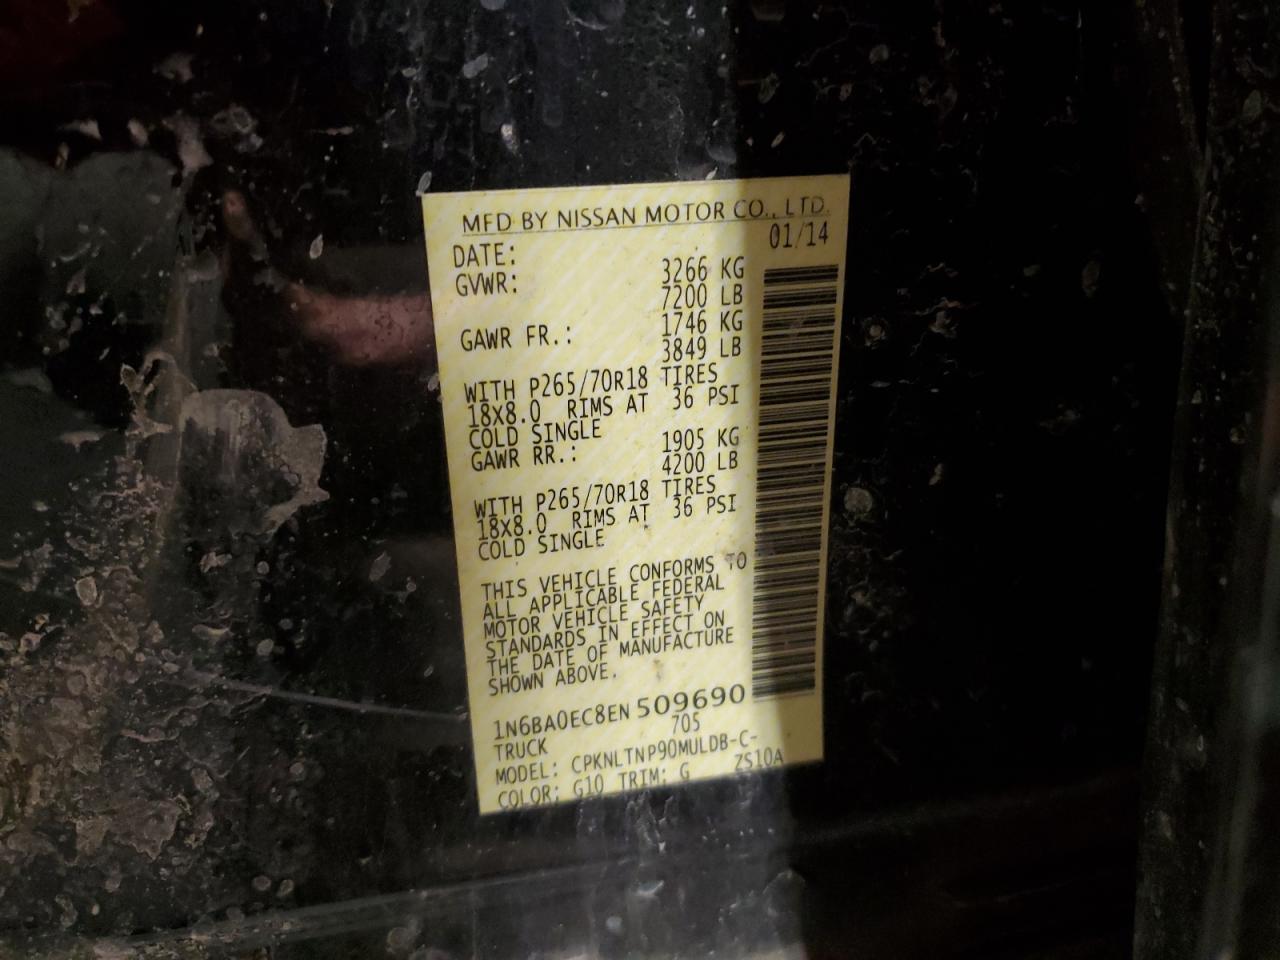 MFD BY NISSAN MOTOR CO., LTD.
DATE: 01/14
GVWR: 3266 KG
7200 LB
GAWR FR.: 1746 KG
3849 LB
WITH P265/70R18 TIRES
18X8.0 RIMS AT 36 PSI
COLD SINGLE
GAWR RR.: 1905 KG
4200 LB
WITH P265/70R18 TIRES
18X8.0 RIMS AT 36 PSI
COLD SINGLE
THIS VEHICLE CONFORMS TO
ALL APPLICABLE FEDERAL
MOTOR VEHICLE SAFETY
STANDARDS IN EFFECT ON
THE DATE OF MANUFACTURE
SHOWN ABOVE.
1N6BA0EC8EN 509690
TRUCK 705
MODEL: CPKNLTNP90MULDB-C-
COLOR: G10 TRIM: G ZS10A